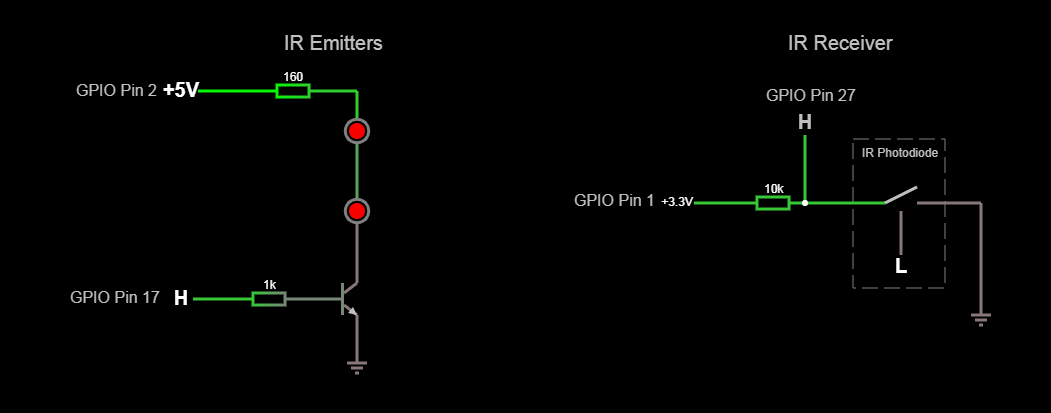 IR Emitters
IR Receiver
GPIO Pin 2 +5V
160
GPIO Pin 27
H
IR Photodiode
GPIO Pin 1 +3.3V
10k
L
GPIO Pin 17 H
1k